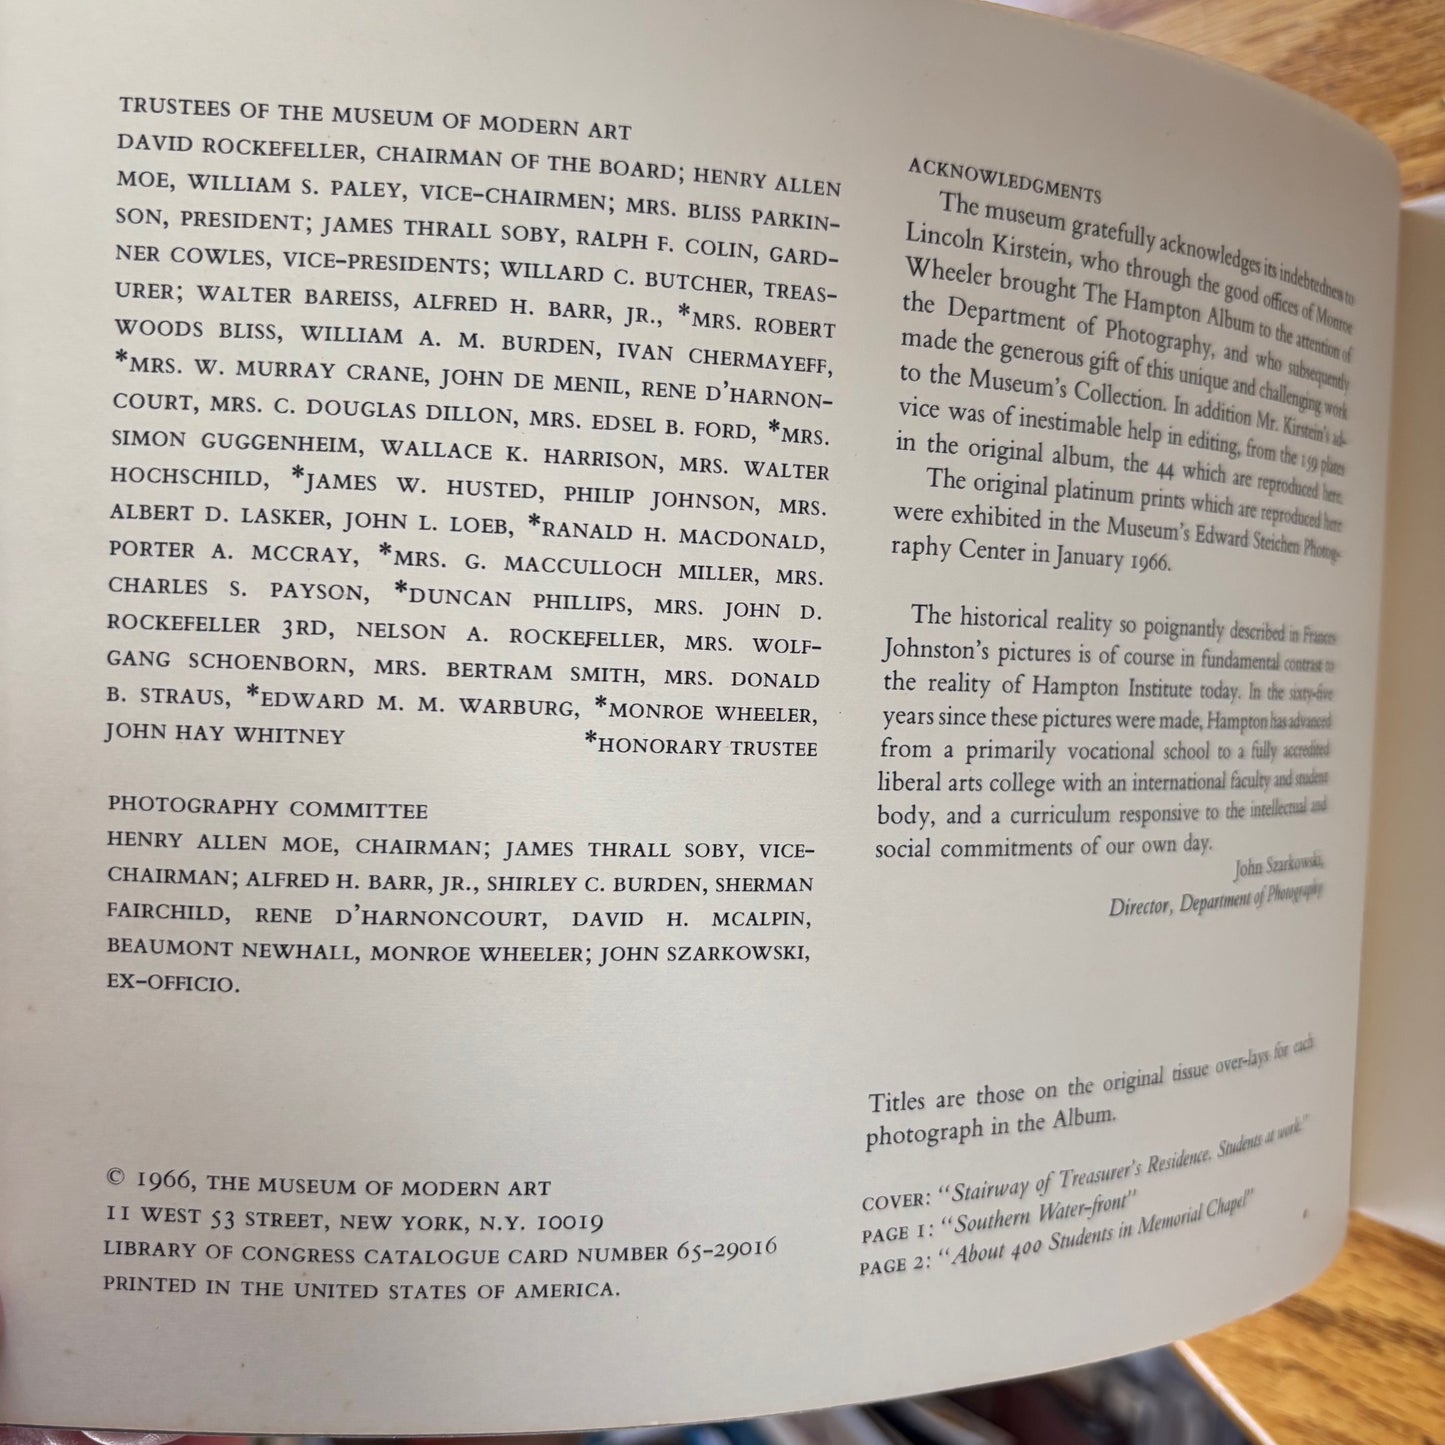 TRUSTEES OF THE MUSEUM OF MODERN ART
DAVID ROCKEFELLER, CHAIRMAN OF THE BOARD; HENRY ALLEN
MOE, WILLIAM S. PALEY, VICE-CHAIRMEN; MRS. BLISS PARKIN-
SON, PRESIDENT; JAMES THRALL SOBY, RALPH F. COLIN, GARD-
NER COWLES, VICE-PRESIDENTS; WILLARD C. BUTCHER, TREAS-
URER; WALTER BAREISS, ALFRED H. BARR, JR., *MRS. ROBERT
WOODS BLISS, WILLIAM A. M. BURDEN, IVAN CHERMAYEFF,
*MRS. W. MURRAY CRANE, JOHN DE MENIL, RENE D'HARNON-
COURT, MRS. C. DOUGLAS DILLON, MRS. EDSEL B. FORD, *MRS.
SIMON GUGGENHEIM, WALLACE K. HARRISON, MRS. WALTER
HOCHSCHILD, *JAMES W. HUSTED, PHILIP JOHNSON, MRS.
ALBERT D. LASKER, JOHN L. LOEB, *RANALD H. MACDONALD,
PORTER A. MCCRAY, *MRS. G. MACCULLOCH MILLER, MRS.
CHARLES S. PAYSON, *DUNCAN PHILLIPS, MRS. JOHN D.
ROCKEFELLER 3RD, NELSON A. ROCKEFELLER, MRS. WOLF-
GANG SCHOENBORN, MRS. BERTRAM SMITH, MRS. DONALD
B. STRAUS, *EDWARD M. M. WARBURG, *MONROE WHEELER,
JOHN HAY WHITNEY *HONORARY TRUSTEE
PHOTOGRAPHY COMMITTEE
HENRY ALLEN MOE, CHAIRMAN; JAMES THRALL SOBY, VICE-
CHAIRMAN; ALFRED H. BARR, JR., SHIRLEY C. BURDEN, SHERMAN
FAIRCHILD, RENE D'HARNONCOURT, DAVID H. MCALPIN,
BEAUMONT NEWHALL, MONROE WHEELER; JOHN SZARKOWSKI,
EX-OFFICIO.
© 1966, THE MUSEUM OF MODERN ART
11 WEST 53 STREET, NEW YORK, N.Y. 10019
LIBRARY OF CONGRESS CATALOGUE CARD NUMBER 65-29016
PRINTED IN THE UNITED STATES OF AMERICA.
ACKNOWLEDGMENTS
The museum gratefully acknowledges its indebtedness to
Lincoln Kirstein, who through the good offices of Monroe
Wheeler brought The Hampton Album to the attention of
the Department of Photography, and who subsequently
made the generous gift of this unique and challenging work
to the Museum's Collection. In addition Mr. Kirstein's ad-
vice was of inestimable help in editing, from the 159 plates
in the original album, the 44 which are reproduced here.
The original platinum prints which are reproduced here
were exhibited in the Museum's Edward Steichen Photog-
raphy Center in January 1966.
The historical reality so poignantly described in Frances
Johnston's pictures is of course in fundamental contrast to
the reality of Hampton Institute today. In the sixty-five
years since these pictures were made, Hampton has advanced
from a primarily vocational school to a fully accredited
liberal arts college with an international faculty and student
body, and a curriculum responsive to the intellectual and
social commitments of our own day.
John Szarkowski,
Director, Department of Photography
Titles are those on the original tissue over-lays for each
photograph in the Album.
COVER: "Stairway of Treasurer's Residence. Students at work."
PAGE 1: "Southern Water-front"
PAGE 2: "About 400 Students in Memorial Chapel"